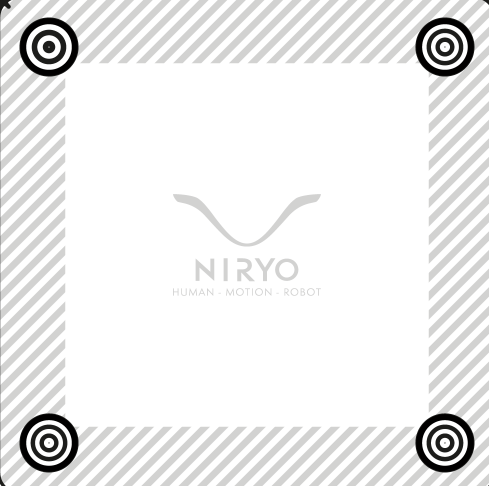 NIRYO
HUMAN - MOTION - ROBOT